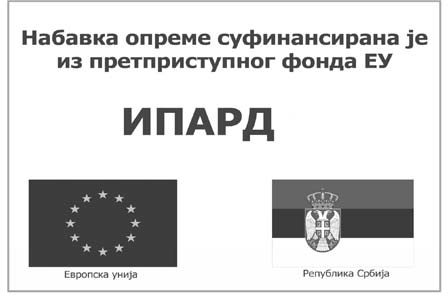 Набавка опреме суфинансирана је
из претприступног фонда ЕУ
ИПАРД
Европска унија
Република Србија